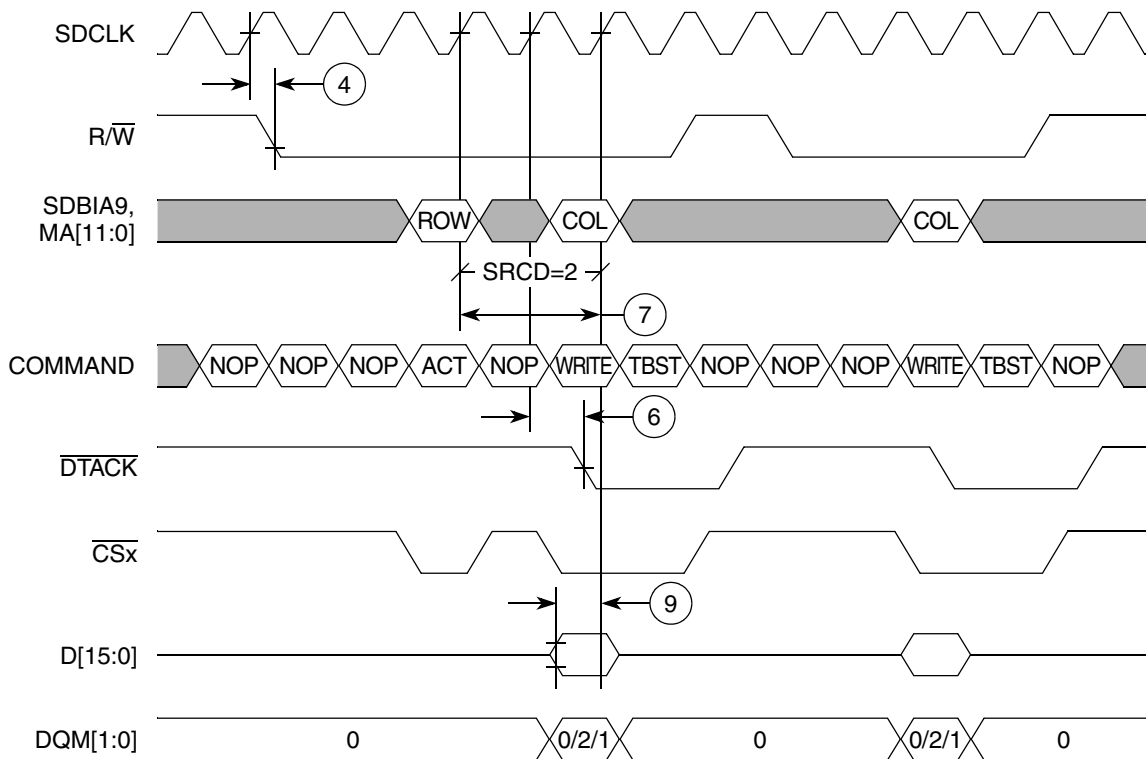 SDCLK
4
R/W
SDBIA9,
MA[11:0]
ROW COL COL
SRCD=2
7
COMMAND NOP NOP NOP ACT NOP WRITE TBST NOP NOP NOP WRITE TBST NOP
6
DTACK
CSx
9
D[15:0]
DQM[1:0] 0 0/2/1 0 0/2/1 0